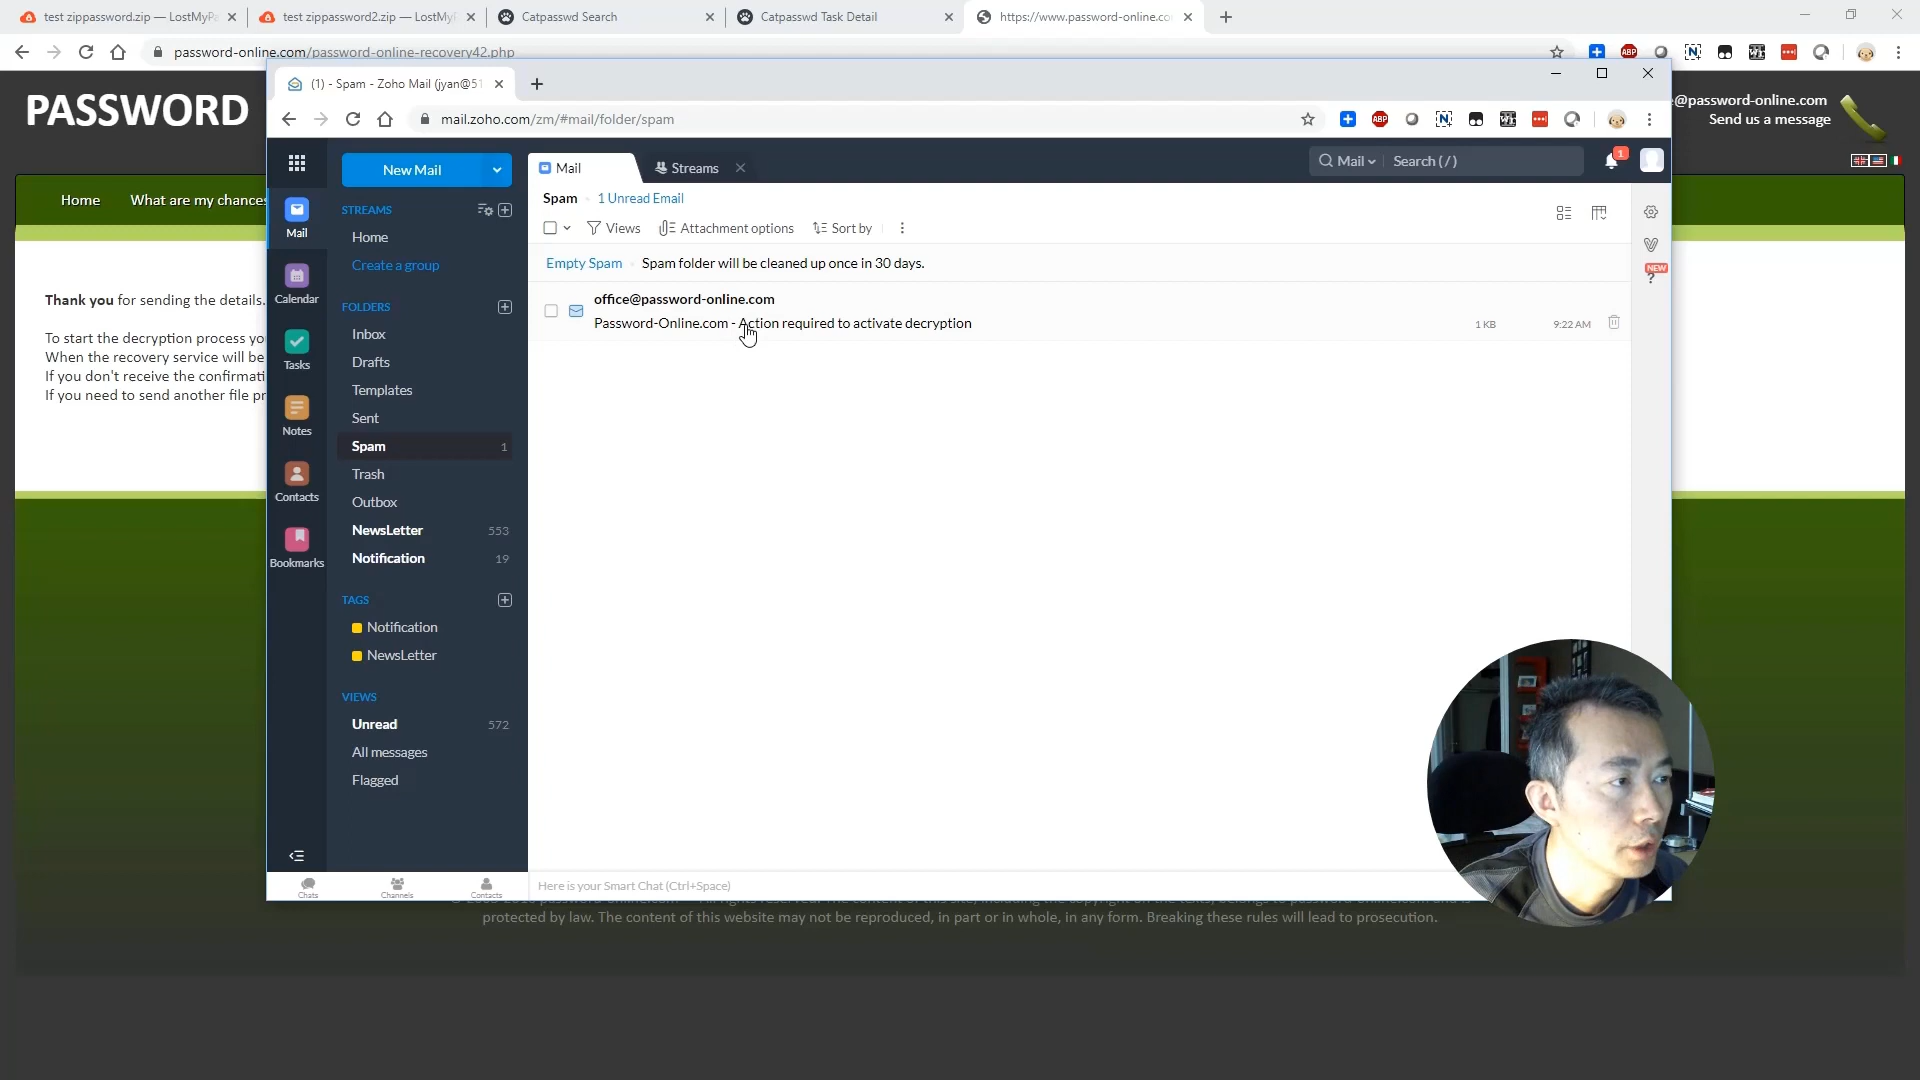 test zippassword.zip — LostMyPa
test zippassword2.zip — LostMyP
Catpasswd Search
Catpasswd Task Detail
https://www.password-online.co
password-online.com/password-online-recovery42.php
PASSWORD
e@password-online.com
Send us a message
Home
What are my chances
Thank you for sending the details.
To start the decryption process yo
When the recovery service will be
If you don't receive the confirmati
If you need to send another file pr
(1) - Spam - Zoho Mail (jyan@51
mail.zoho.com/zm/#mail/folder/spam
New Mail
Mail
Streams
Mail
Search ( / )
1
Mail
Calendar
Tasks
Notes
Contacts
Bookmarks
STREAMS
Home
Create a group
FOLDERS
Inbox
Drafts
Templates
Sent
Spam 1
Trash
Outbox
NewsLetter 553
Notification 19
TAGS
Notification
NewsLetter
VIEWS
Unread 572
All messages
Flagged
Chats
Channels
Contacts
Spam
1 Unread Email
Views
Attachment options
Sort by
Empty Spam
Spam folder will be cleaned up once in 30 days.
office@password-online.com
Password-Online.com - Action required to activate decryption
1 KB
9:22 AM
NEW
ABP
ABP
Here is your Smart Chat (Ctrl+Space)
protected by law. The content of this website may not be reproduced, in part or in whole, in any form. Breaking these rules will lead to prosecution.